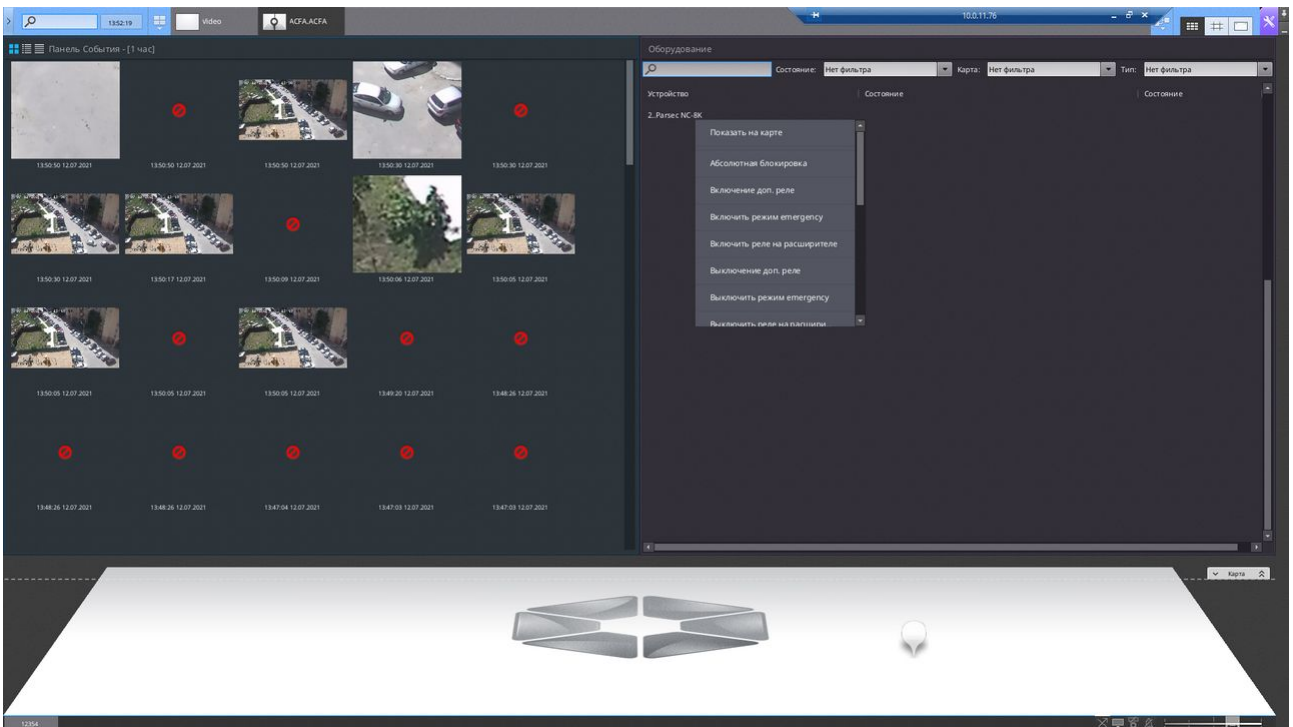 13:52:19
Video
ACFA.ACFA
10.0.11.76
Панель События - [1 час]
13:50:50 12.07.2021
13:50:50 12.07.2021
13:50:50 12.07.2021
13:50:30 12.07.2021
13:50:30 12.07.2021
13:50:30 12.07.2021
13:50:17 12.07.2021
13:50:09 12.07.2021
13:50:06 12.07.2021
13:50:05 12.07.2021
13:50:05 12.07.2021
13:50:05 12.07.2021
13:50:05 12.07.2021
13:49:20 12.07.2021
13:48:26 12.07.2021
13:48:26 12.07.2021
13:48:26 12.07.2021
13:47:04 12.07.2021
13:47:03 12.07.2021
13:47:03 12.07.2021
Оборудование
Состояние: Нет фильтра Карта: Нет фильтра Тип: Нет фильтра
Устройство Состояние Состояние
2..Parsec NC-8K
Показать на карте
Абсолютная блокировка
Включение доп. реле
Включить режим emergency
Включить реле на расширителе
Выключение доп. реле
Выключить режим emergency
Выключить реле на расшири...
Карта
12354